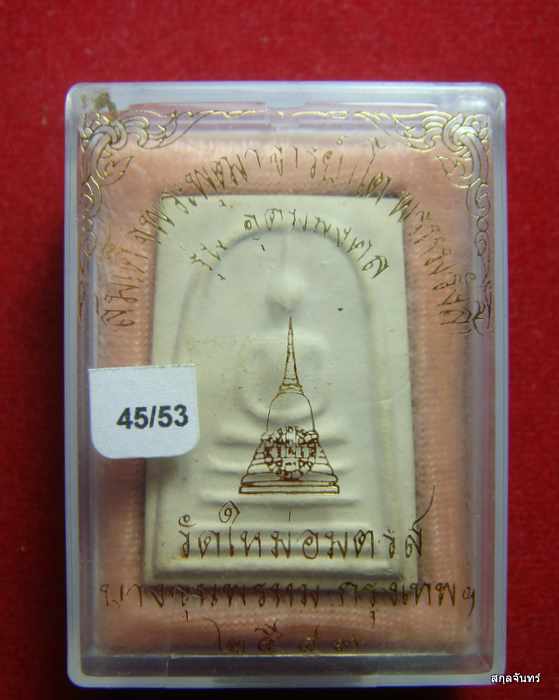 สมเด็จพระพุฒาจารย์โต พรหมรังสี
รุ่น อุดมมงคล
45/53
วัดใหม่อมตรส
บางขุนพรหม กรุงเทพฯ
สกุลจันทร์